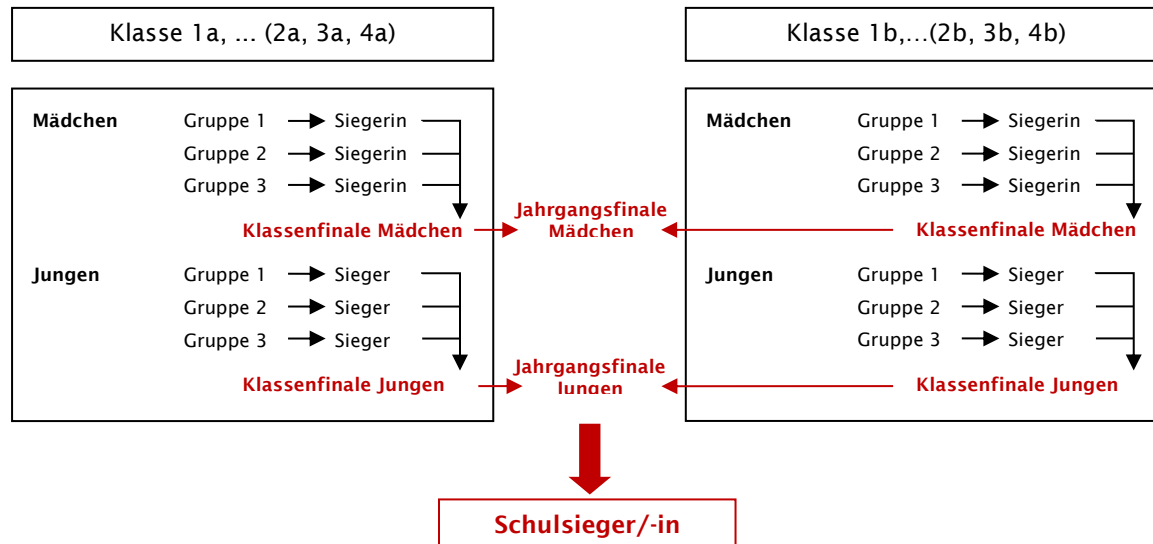 Klasse 1a, ... (2a, 3a, 4a)
Klasse 1b,...(2b, 3b, 4b)
Mädchen
Gruppe 1
Siegerin
Gruppe 2
Siegerin
Gruppe 3
Siegerin
Klassenfinale Mädchen
Jungen
Gruppe 1
Sieger
Gruppe 2
Sieger
Gruppe 3
Sieger
Klassenfinale Jungen
Jahrgangsfinale
Mädchen
Jahrgangsfinale
Jungen
Mädchen
Gruppe 1
Siegerin
Gruppe 2
Siegerin
Gruppe 3
Siegerin
Klassenfinale Mädchen
Jungen
Gruppe 1
Sieger
Gruppe 2
Sieger
Gruppe 3
Sieger
Klassenfinale Jungen
Schulsieger/-in